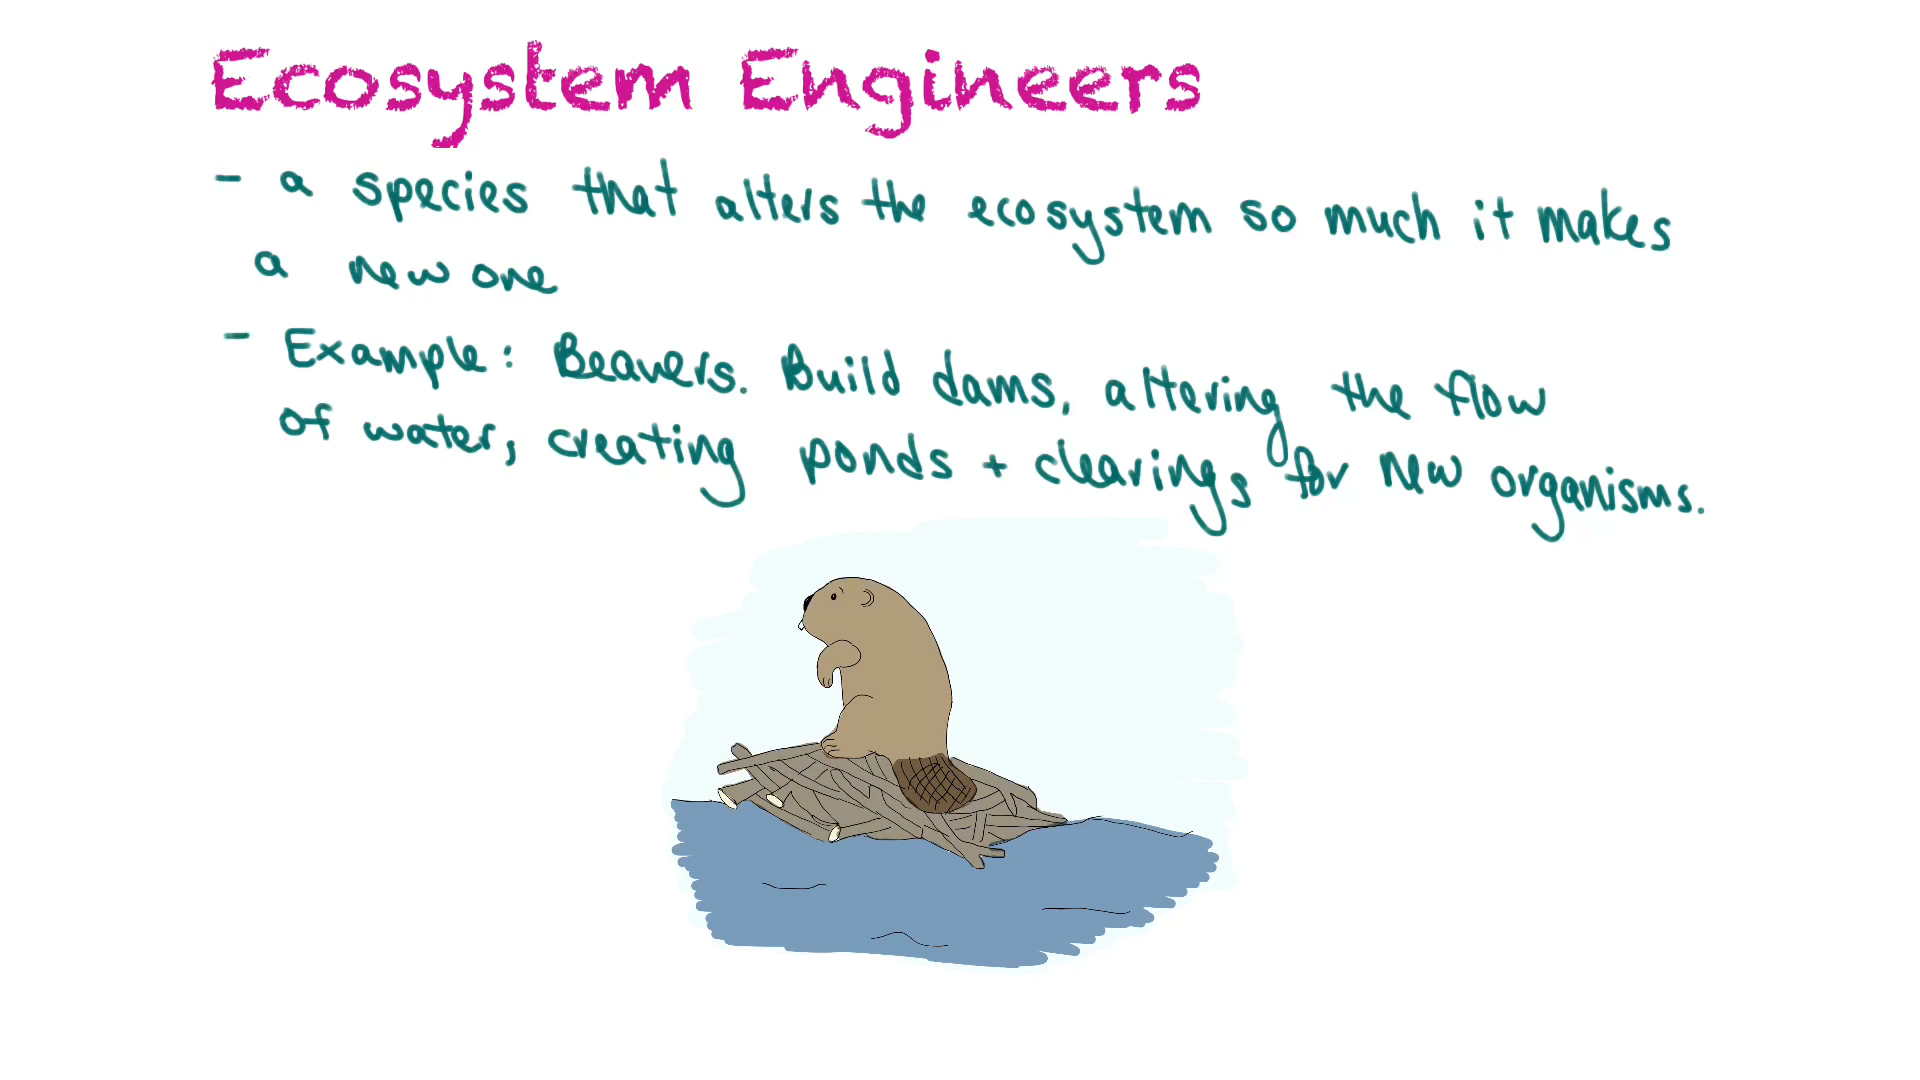 Ecosystem Engineers
- a species that alters the ecosystem so much it makes
a new one
- Example: Beavers. Build dams, altering the flow
of water, creating ponds + clearings for new organisms.